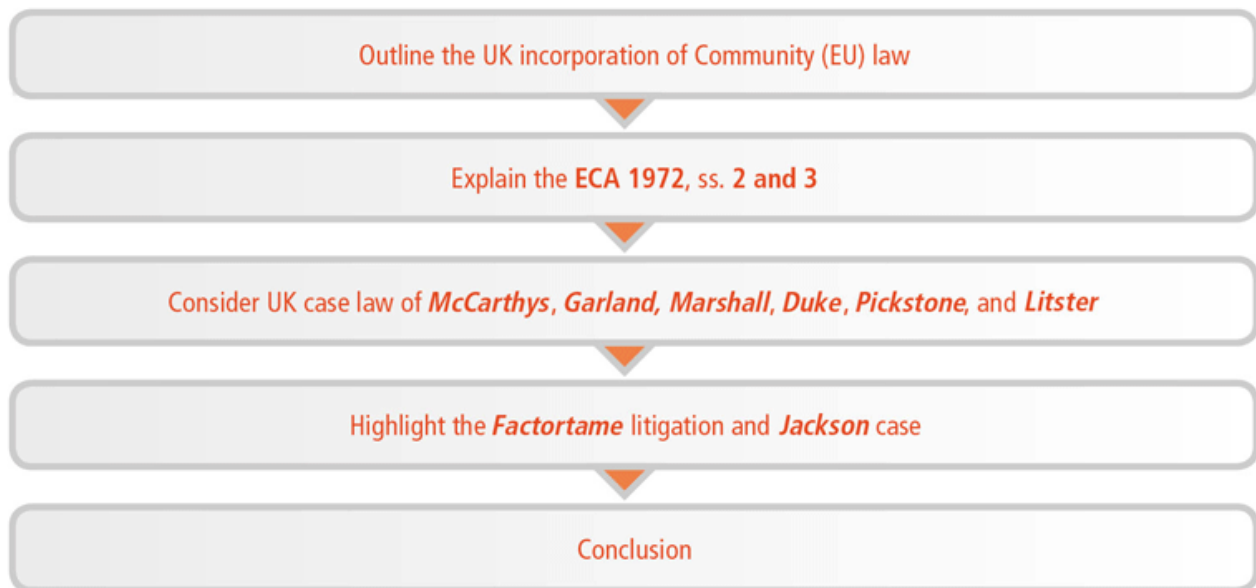 Outline the UK incorporation of Community (EU) law
Explain the ECA 1972, ss. 2 and 3
Consider UK case law of McCarthys, Garland, Marshall, Duke, Pickstone, and Litster
Highlight the Factortame litigation and Jackson case
Conclusion